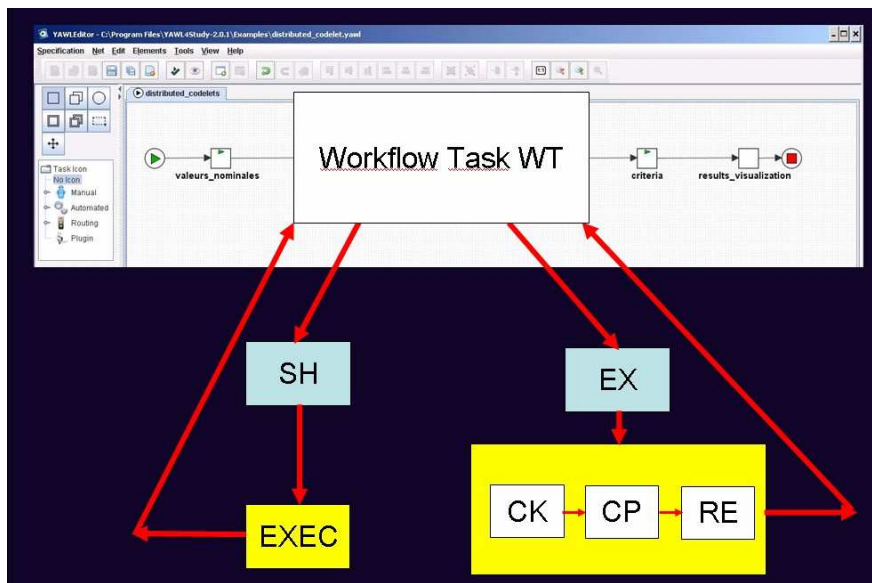 YAWLEditor - C:\Program Files\YAWL4Study-2.0.1\Examples\distributed_codelet.yawl
Specification Net Edit Elements Tools View Help
distributed_codelets
Workflow Task WT
valeurs_nominales
criteria
results_visualization
Task Icon
No Icon
Manual
Automated
Routing
Plugin
SH
EX
EXEC
CK
CP
RE